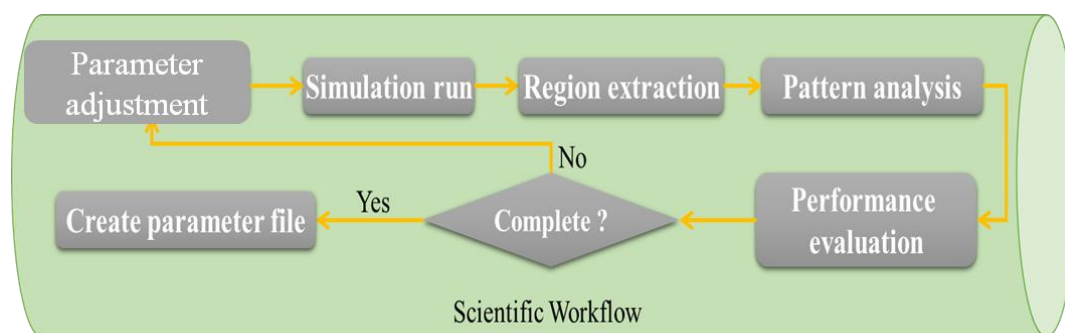 Parameter
adjustment
Simulation run
Region extraction
Pattern analysis
No
Yes
Create parameter file
Complete ?
Performance
evaluation
Scientific Workflow